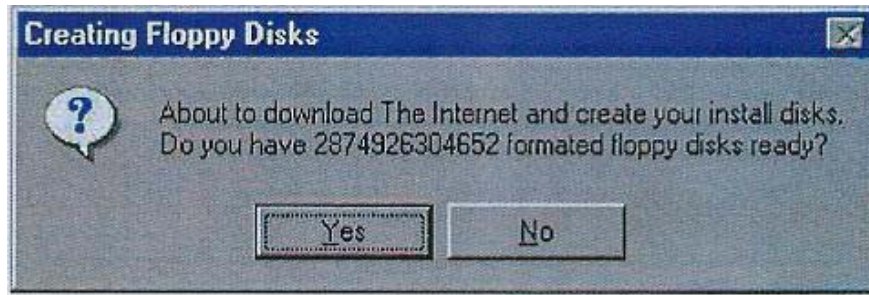 Creating Floppy Disks
About to download The Internet and create your install disks.
Do you have 2874926304652 formated floppy disks ready?
Yes
No